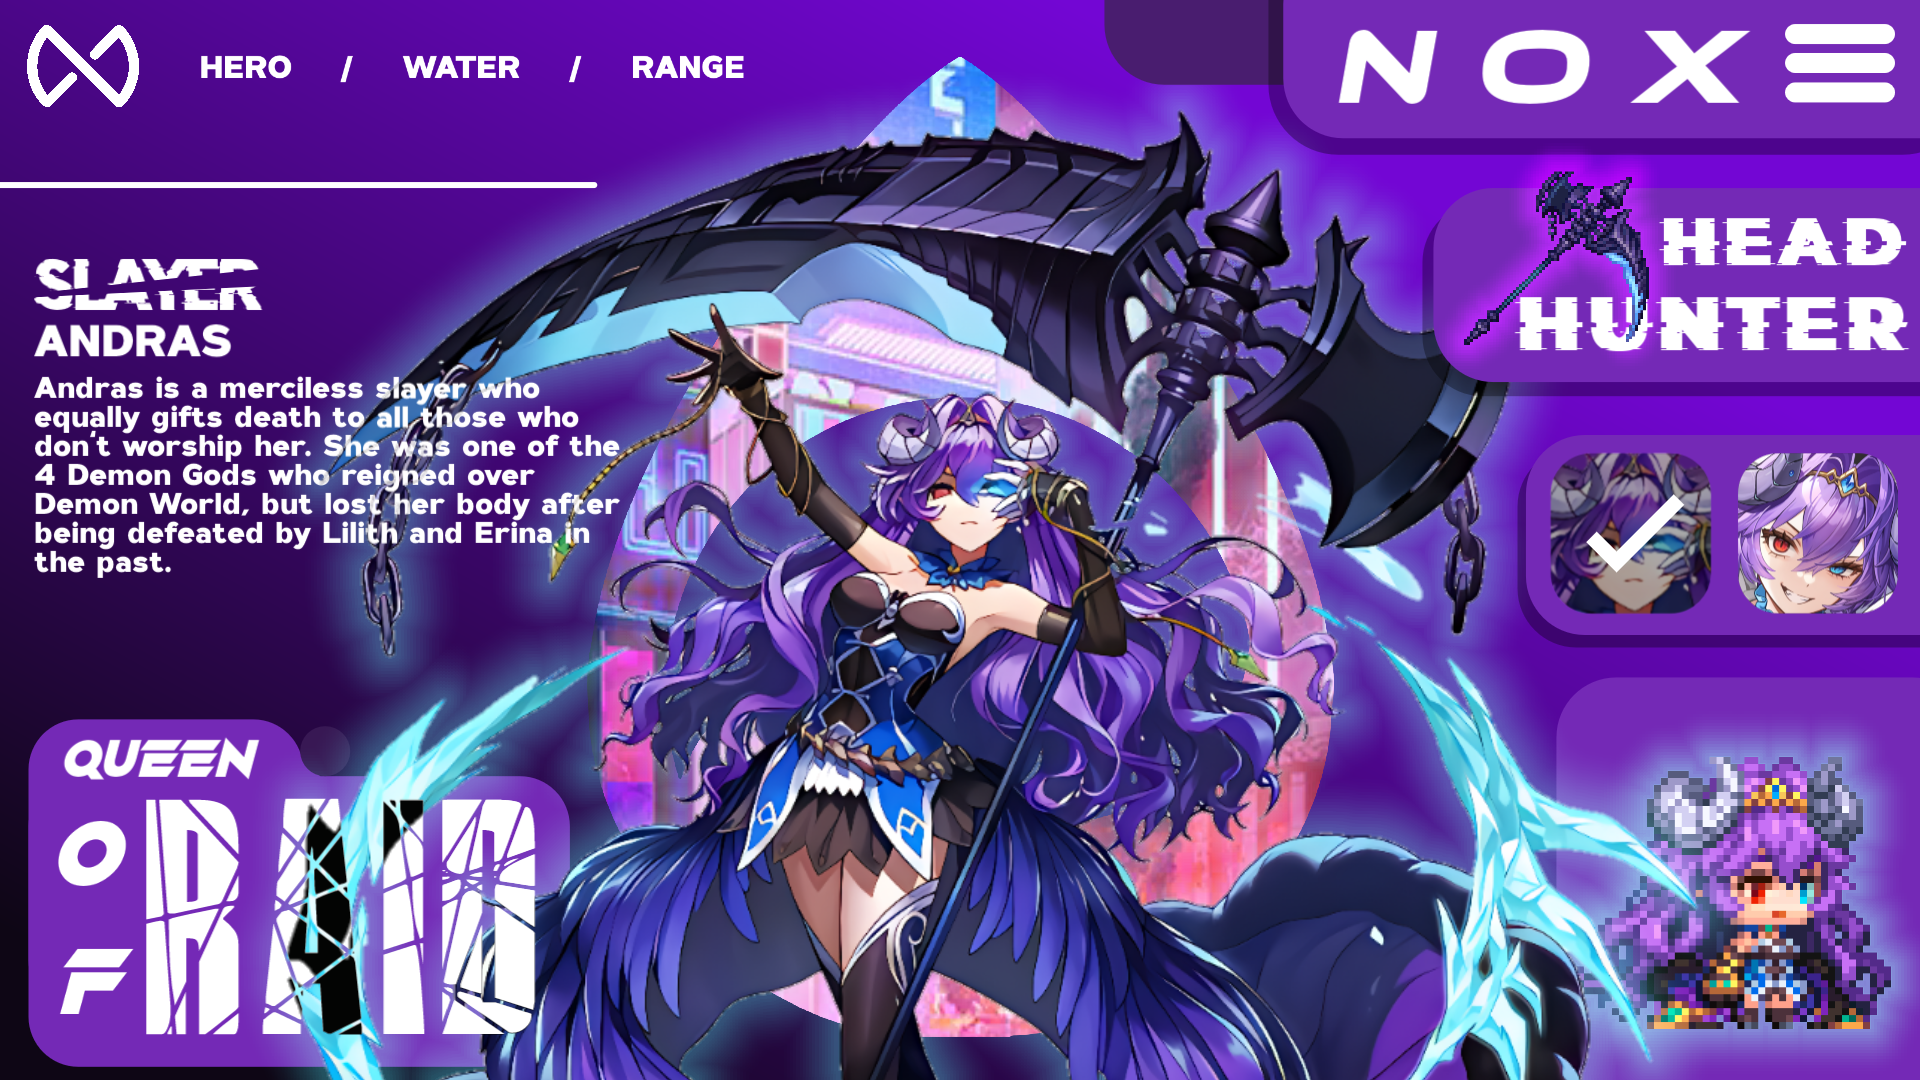 HERO / WATER / RANGE
NOX
HEAD
HUNTER
SLAYER
ANDRAS
Andras is a merciless slayer who
equally gifts death to all those who
don't worship her. She was one of the
4 Demon Gods who reigned over
Demon World, but lost her body after
being defeated by Lilith and Erina in
the past.
QUEEN
OF
RAID